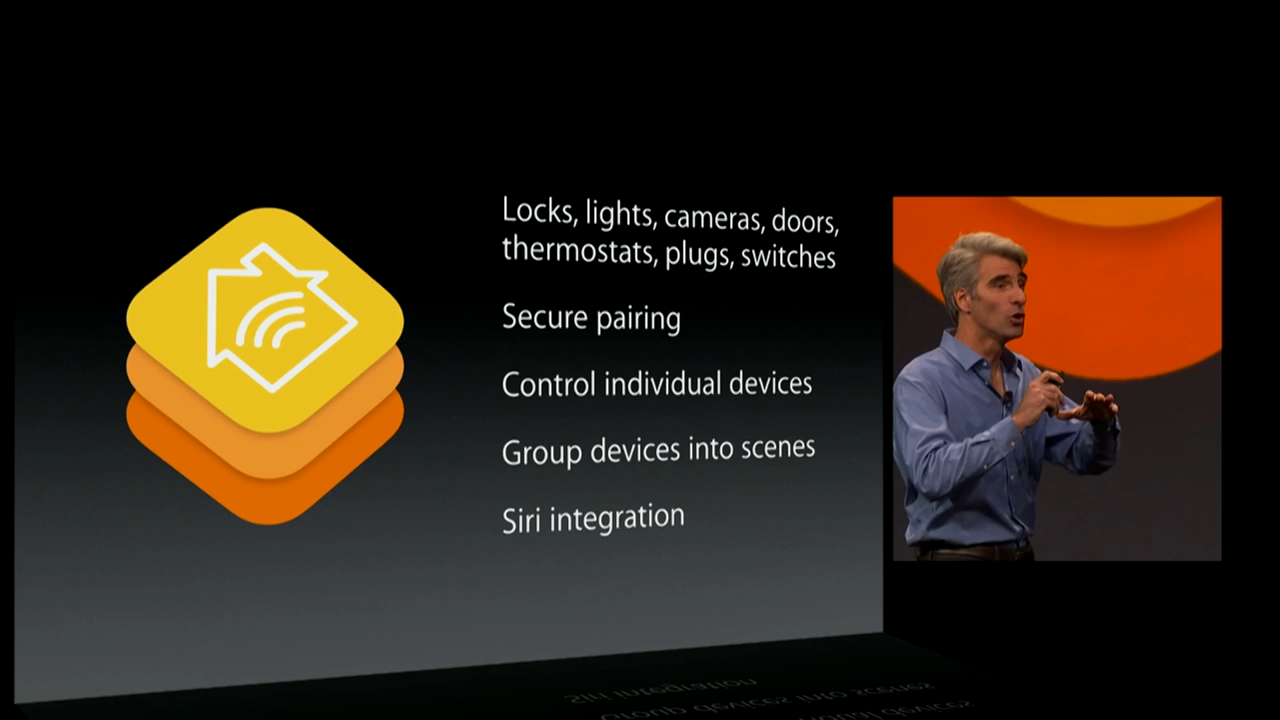 Locks, lights, cameras, doors,
thermostats, plugs, switches
Secure pairing
Control individual devices
Group devices into scenes
Siri integration